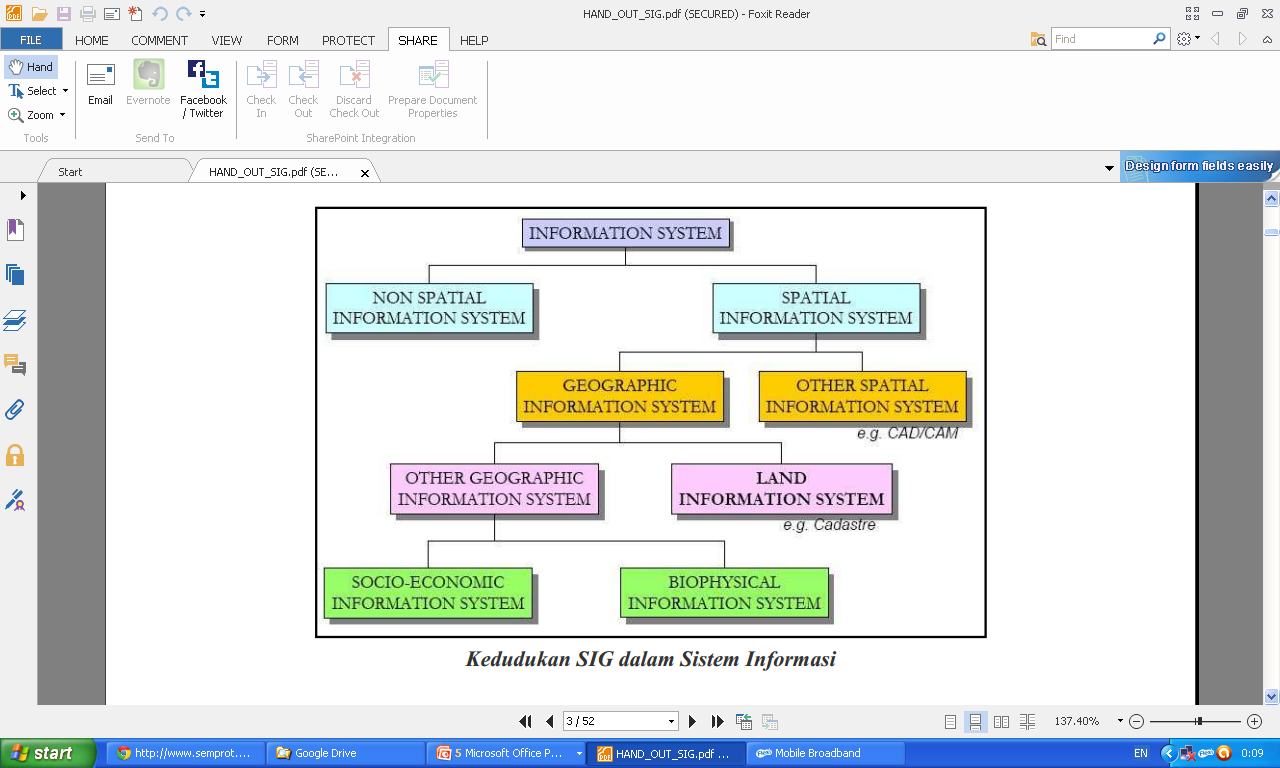 HAND_OUT_SIG.pdf (SECURED) - Foxit Reader
FILE HOME COMMENT VIEW FORM PROTECT SHARE HELP
Find
Hand
Select
Zoom
Tools
Email
Evernote
Facebook
/ Twitter
Send To
Check
In
Check
Out
Discard
Check Out
Prepare Document
Properties
SharePoint Integration
Start
HAND_OUT_SIG.pdf (SE...
Design form fields easily
INFORMATION SYSTEM
NON SPATIAL
INFORMATION SYSTEM
SPATIAL
INFORMATION SYSTEM
GEOGRAPHIC
INFORMATION SYSTEM
OTHER SPATIAL
INFORMATION SYSTEM
e.g. CAD/CAM
OTHER GEOGRAPHIC
INFORMATION SYSTEM
LAND
INFORMATION SYSTEM
e.g. Cadastre
SOCIO-ECONOMIC
INFORMATION SYSTEM
BIOPHYSICAL
INFORMATION SYSTEM
Kedudukan SIG dalam Sistem Informasi
3 / 52
137.40%
start
http://www.semprot....
Google Drive
5 Microsoft Office P...
HAND_OUT_SIG.pdf ...
Mobile Broadband
EN
0:09